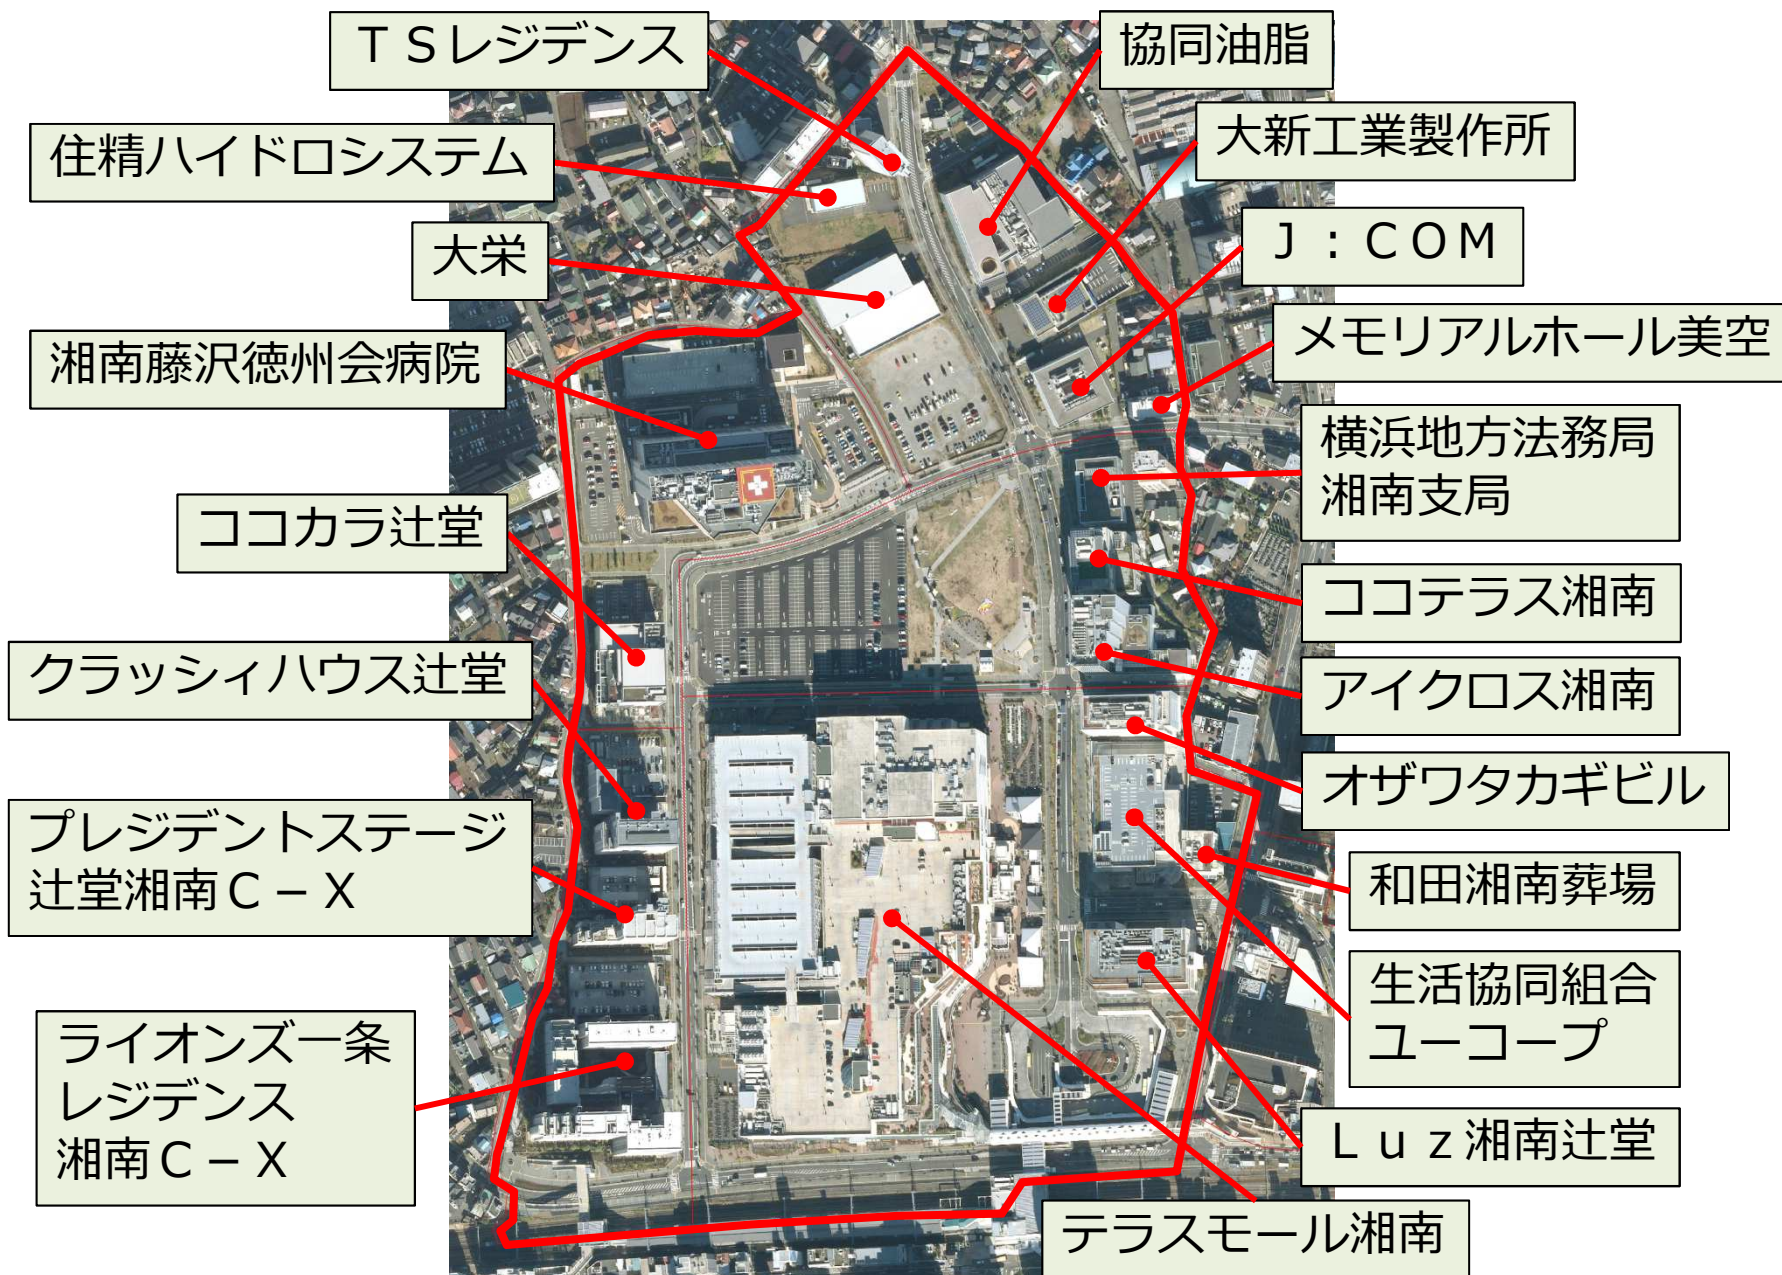 ＴＳレジデンス
協同油脂
住精ハイドロシステム
大新工業製作所
大栄
Ｊ：ＣＯＭ
湘南藤沢徳州会病院
メモリアルホール美空
横浜地方法務局
湘南支局
ココカラ辻堂
ココテラス湘南
クラッシィハウス辻堂
アイクロス湘南
オザワタカギビル
プレジデントステージ
辻堂湘南Ｃ－Ｘ
和田湘南葬場
生活協同組合
ユーコープ
ライオンズ一条
レジデンス
湘南Ｃ－Ｘ
Ｌｕｚ湘南辻堂
テラスモール湘南